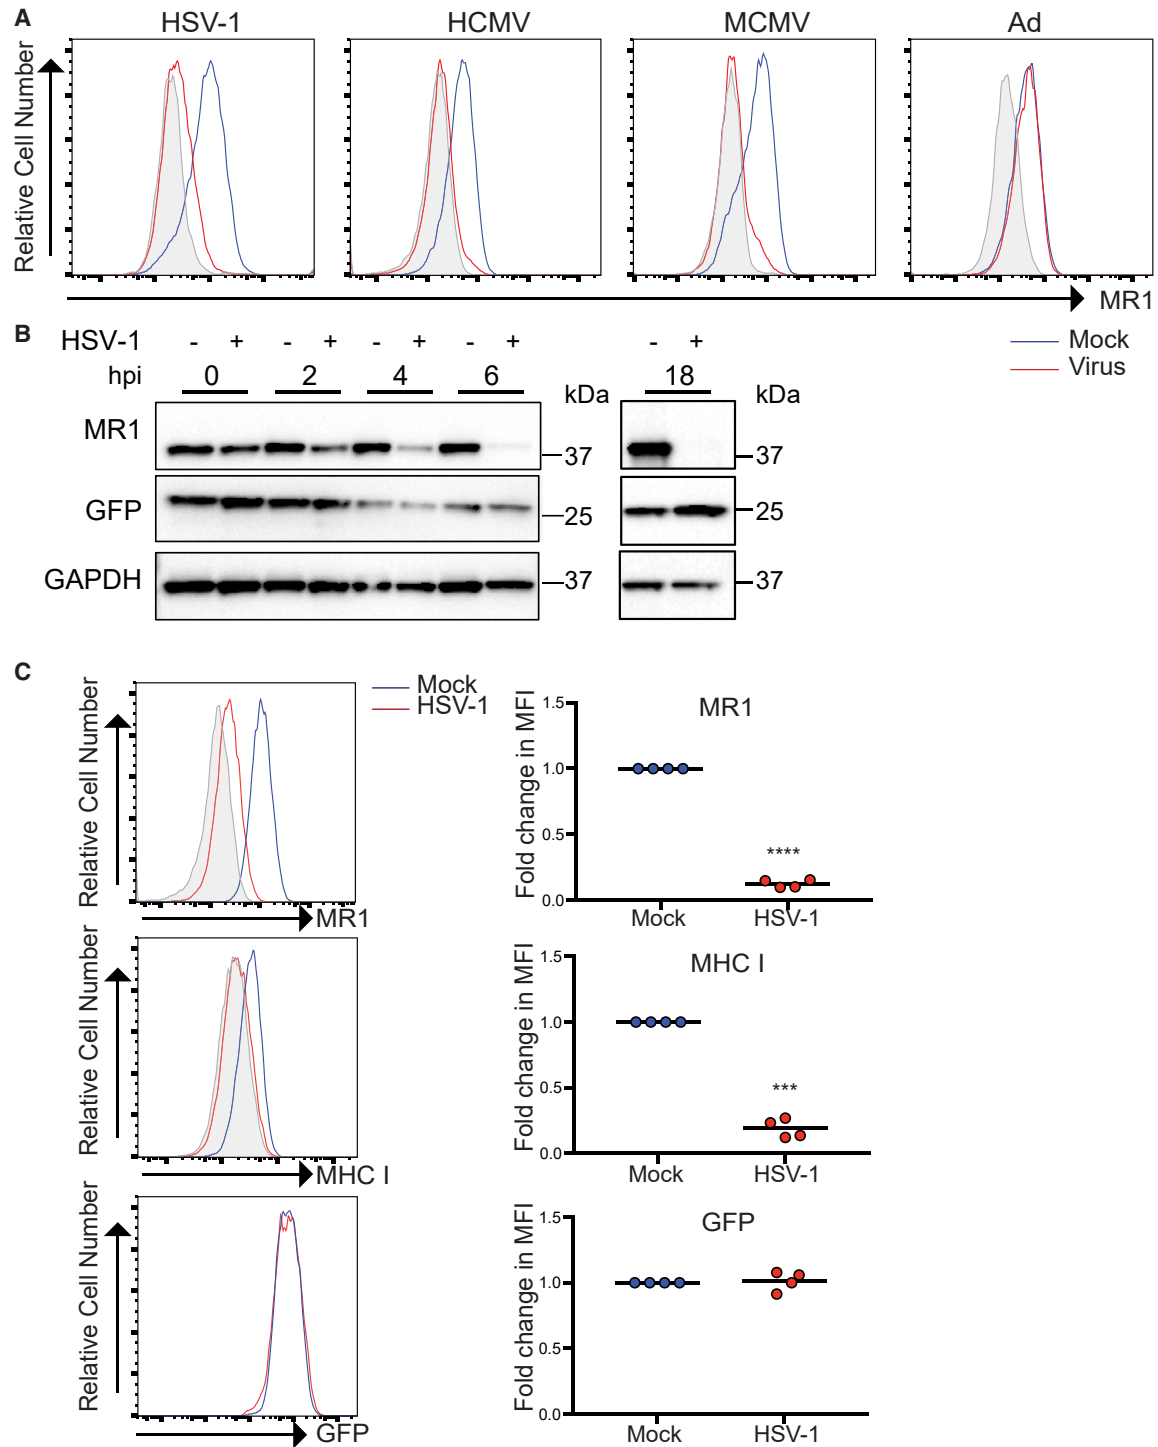 A
HSV-1 HCMV MCMV Ad
Relative Cell Number
MR1
Mock
Virus
B
HSV-1 - + - + - + - + - +
hpi 0 2 4 6 18
kDa kDa
MR1 37 37
GFP 25 25
GAPDH 37 37
C
Mock
HSV-1
Relative Cell Number
MR1
Fold change in MFI
MR1
1.5
1.0
0.5
0.0
****
Mock HSV-1
Relative Cell Number
MHC I
Fold change in MFI
MHC I
1.5
1.0
0.5
0.0
***
Mock HSV-1
Relative Cell Number
GFP
Fold change in MFI
GFP
1.5
1.0
0.5
0.0
Mock HSV-1